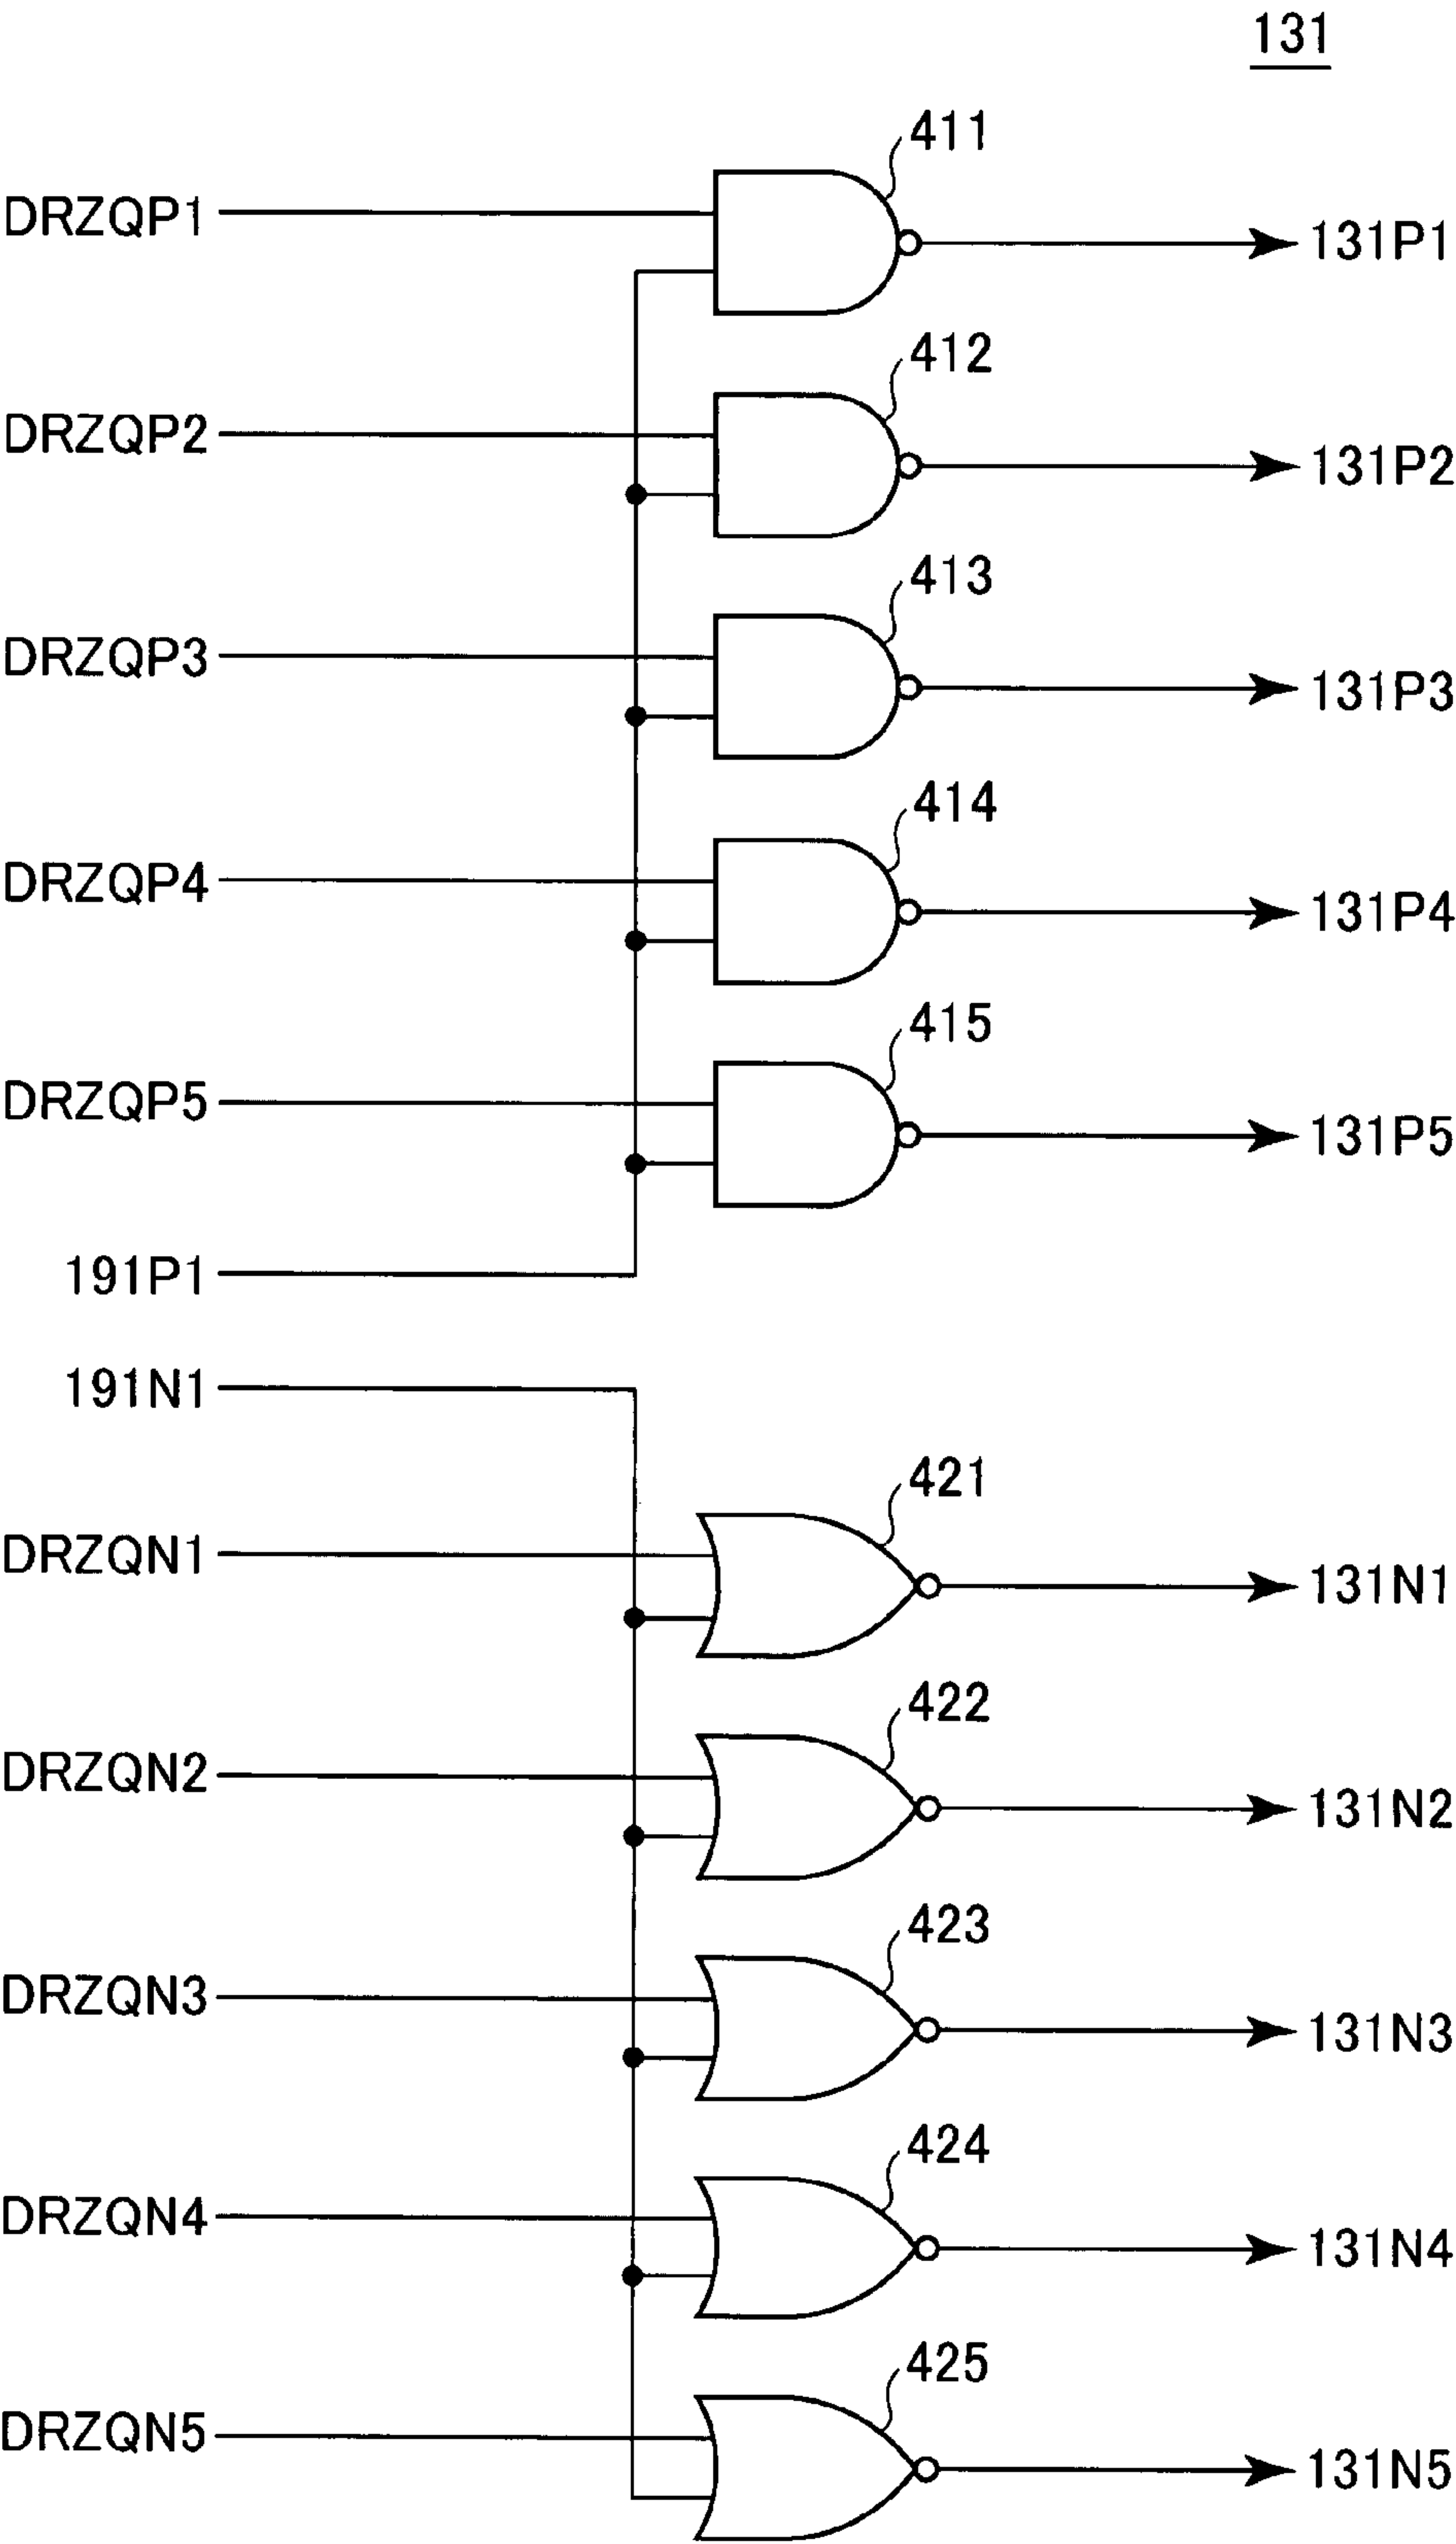 131
411
DRZQP1
131P1
412
DRZQP2
131P2
413
DRZQP3
131P3
414
DRZQP4
131P4
415
DRZQP5
131P5
191P1
191N1
421
DRZQN1
131N1
422
DRZQN2
131N2
423
DRZQN3
131N3
424
DRZQN4
131N4
425
DRZQN5
131N5